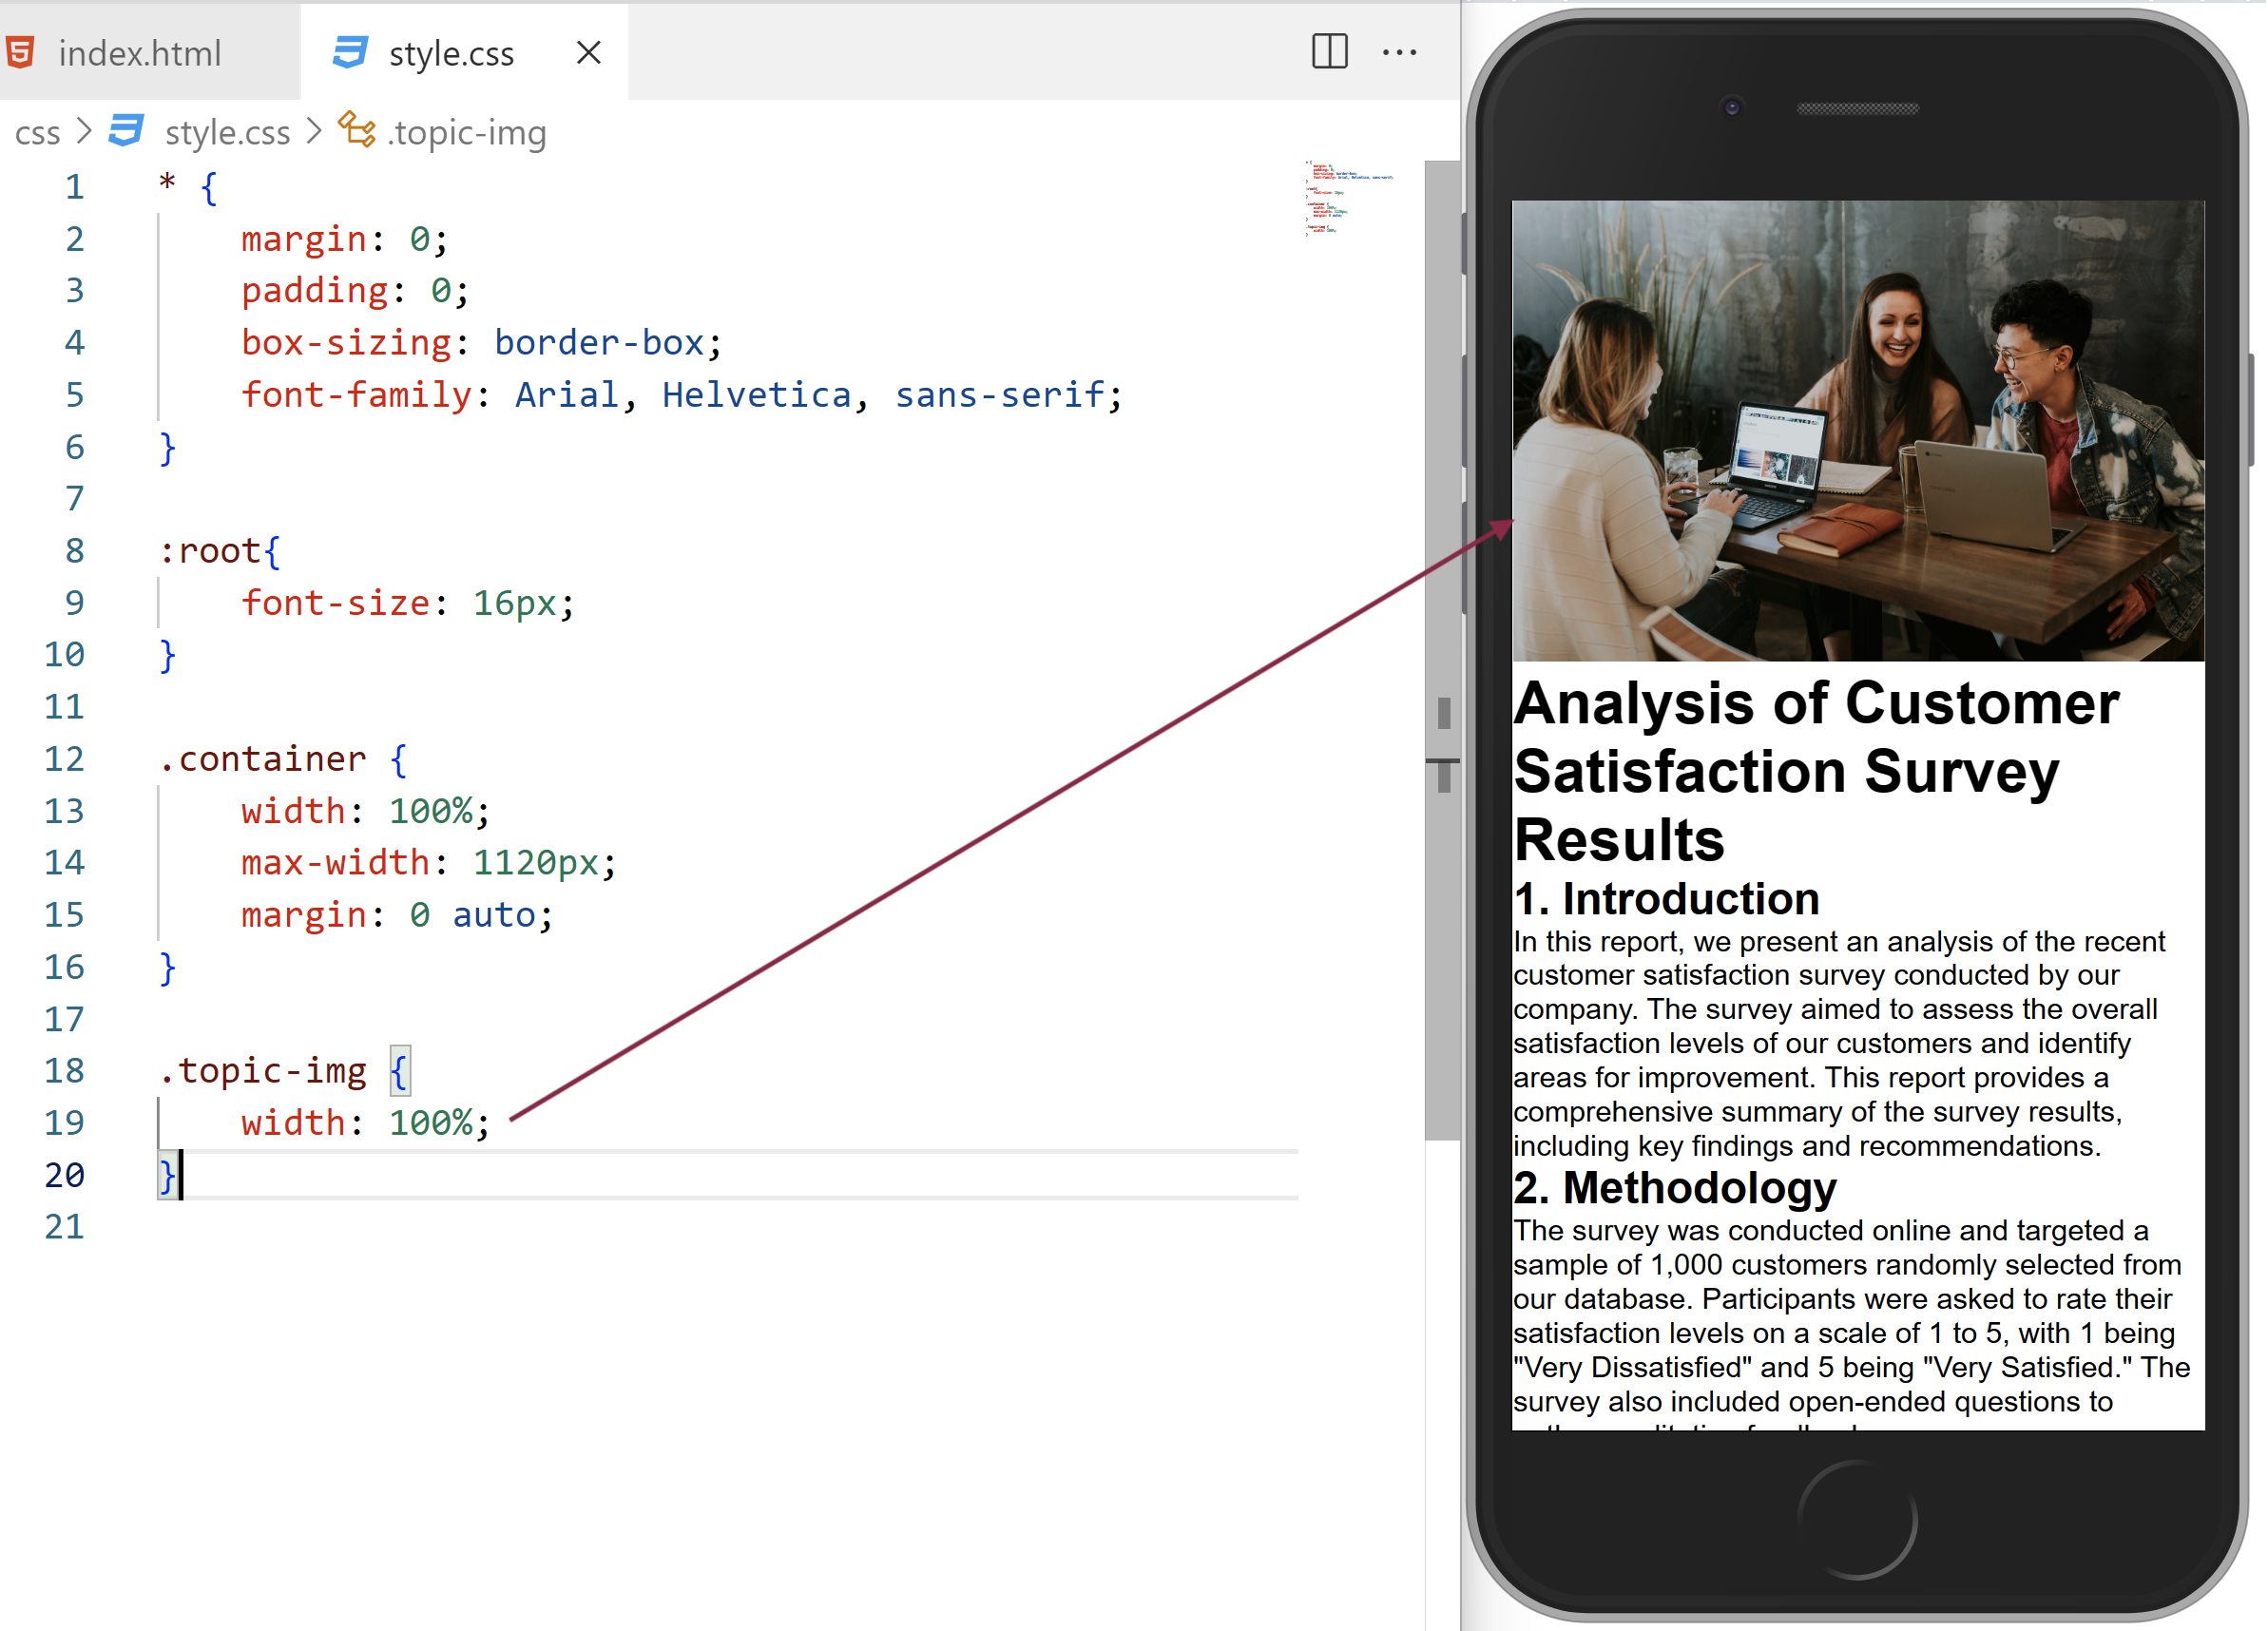 index.html
style.css
css > style.css > .topic-img
1 * {
2 margin: 0;
3 padding: 0;
4 box-sizing: border-box;
5 font-family: Arial, Helvetica, sans-serif;
6 }
7
8 :root{
9 font-size: 16px;
10 }
11
12 .container {
13 width: 100%;
14 max-width: 1120px;
15 margin: 0 auto;
16 }
17
18 .topic-img {
19 width: 100%;
20 }
21
Analysis of Customer
Satisfaction Survey
Results
1. Introduction
In this report, we present an analysis of the recent
customer satisfaction survey conducted by our
company. The survey aimed to assess the overall
satisfaction levels of our customers and identify
areas for improvement. This report provides a
comprehensive summary of the survey results,
including key findings and recommendations.
2. Methodology
The survey was conducted online and targeted a
sample of 1,000 customers randomly selected from
our database. Participants were asked to rate their
satisfaction levels on a scale of 1 to 5, with 1 being
"Very Dissatisfied" and 5 being "Very Satisfied." The
survey also included open-ended questions to